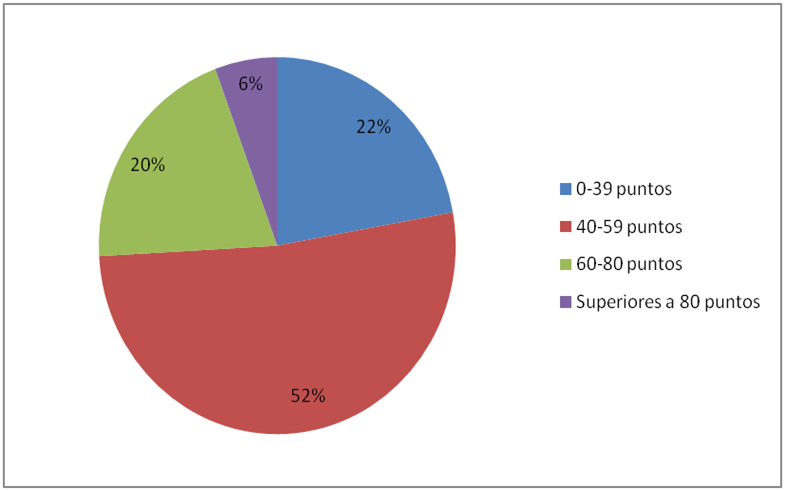 6%
22%
20%
52%
0-39 puntos
40-59 puntos
60-80 puntos
Superiores a 80 puntos